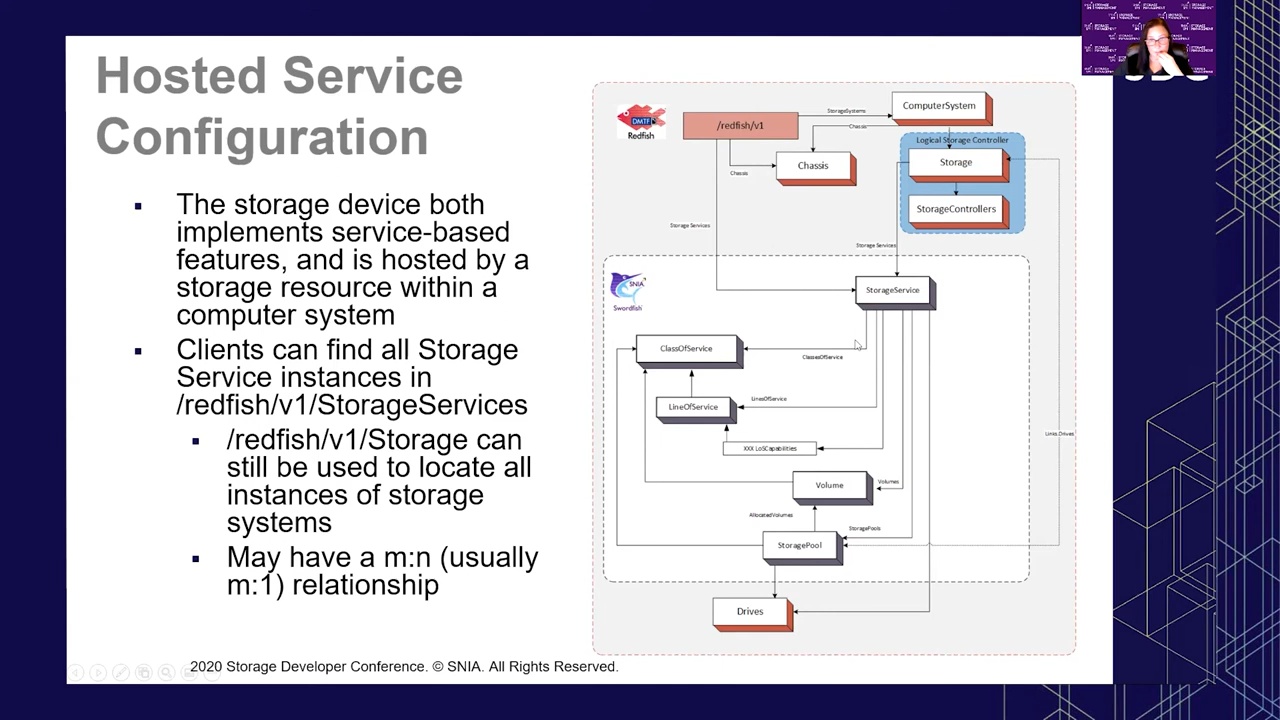 Hosted Service
Configuration
The storage device both
implements service-based
features, and is hosted by a
storage resource within a
computer system
Clients can find all Storage
Service instances in
/redfish/v1/StorageServices
/redfish/v1/Storage can
still be used to locate all
instances of storage
systems
May have a m:n (usually
m:1) relationship
DMTF
Redfish
/redfish/v1
StorageSystems
ComputerSystem
Chassis
Chassis
Chassis
Logical Storage Controller
Storage
StorageControllers
Storage Services
Storage Services
SNIA
Swordfish
StorageService
ClassOfService
ClassesOfService
LineOfService
LinesOfService
XXX LoSCapabilities
Links.Drives
Volume
Volumes
AllocatedVolumes
StoragePools
StoragePool
Drives
2020 Storage Developer Conference. © SNIA. All Rights Reserved.